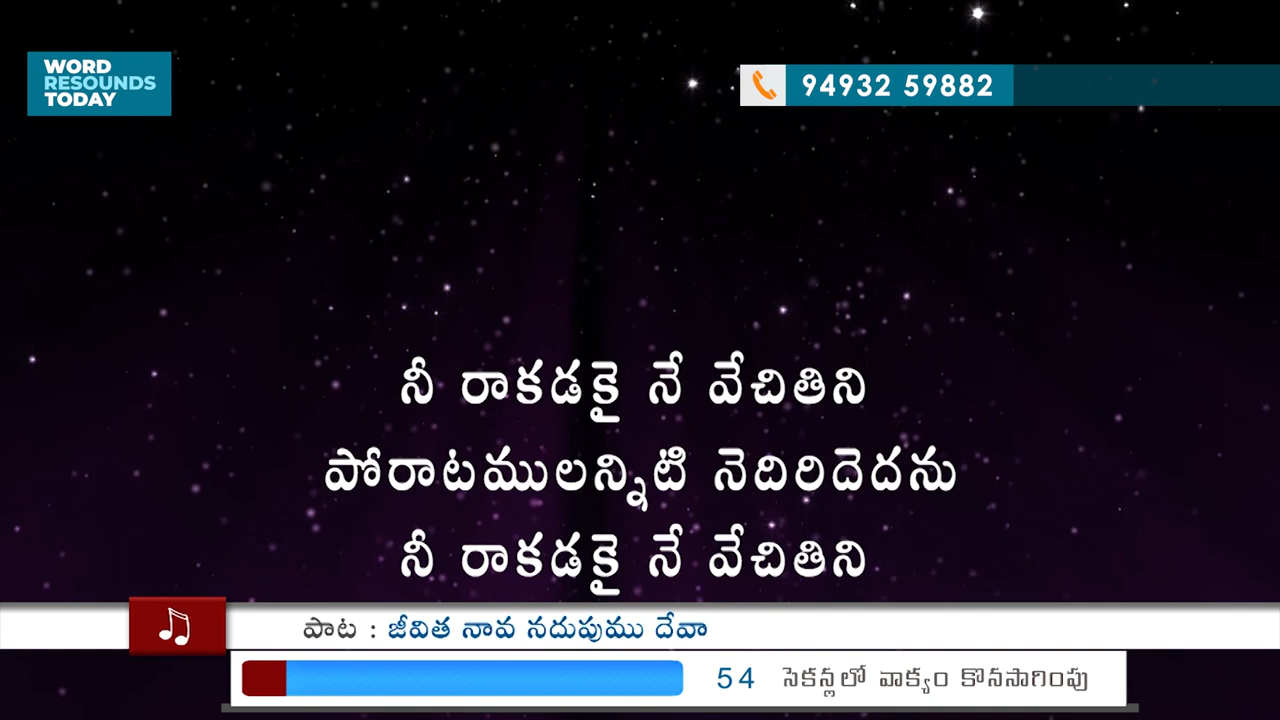 WORD
RESOUNDS
TODAY
94932 59882
నీ రాకడకై నే వేచితిని
పోరాటములన్నిటి నెదిరిదెదను
నీ రాకడకై నే వేచితిని
పాట : జీవిత నావ నదుపుము దేవా
54 సెకన్లలో వాక్యం కొనసాగింపు